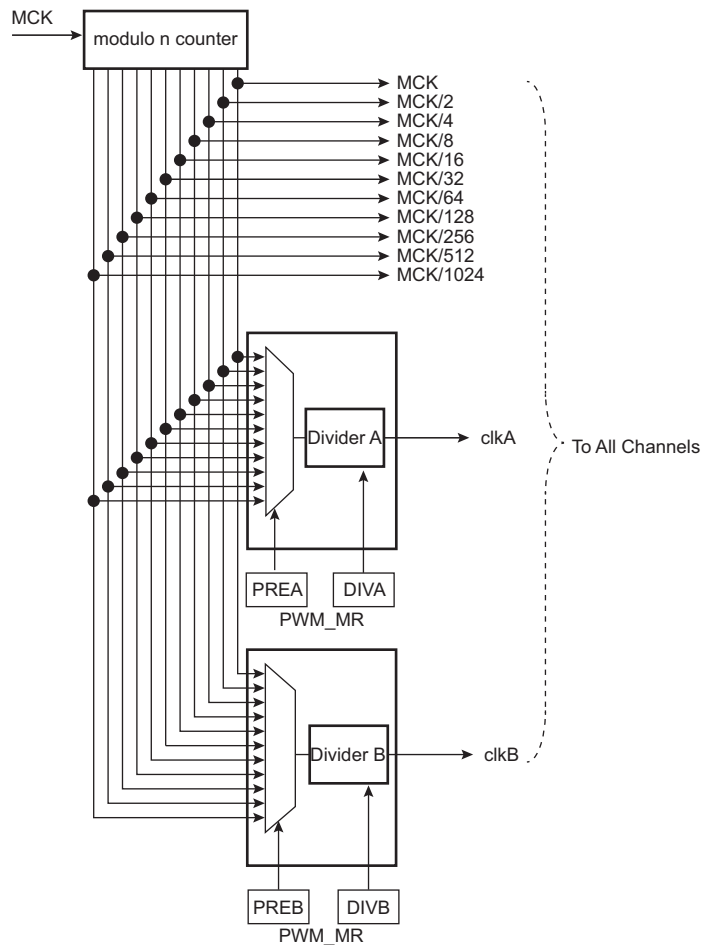 MCK
modulo n counter
MCK
MCK/2
MCK/4
MCK/8
MCK/16
MCK/32
MCK/64
MCK/128
MCK/256
MCK/512
MCK/1024
Divider A
clkA
To All Channels
PREA
DIVA
PWM_MR
Divider B
clkB
PREB
DIVB
PWM_MR